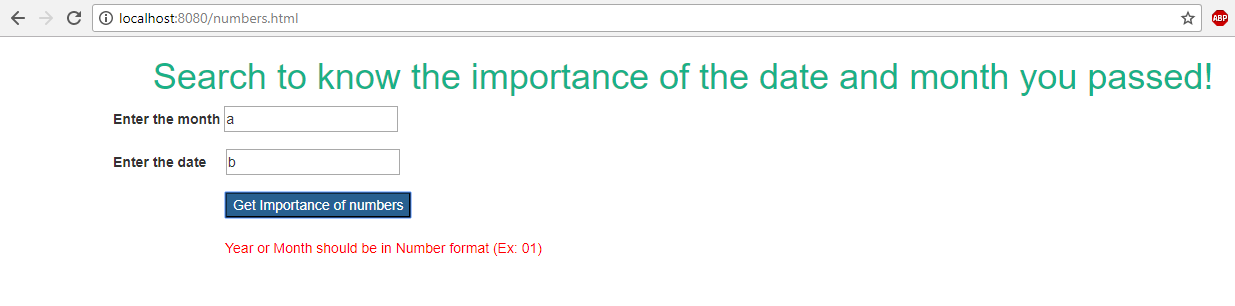 localhost:8080/numbers.html
ABP
Search to know the importance of the date and month you passed!
Enter the month a
Enter the date b
Get Importance of numbers
Year or Month should be in Number format (Ex: 01)